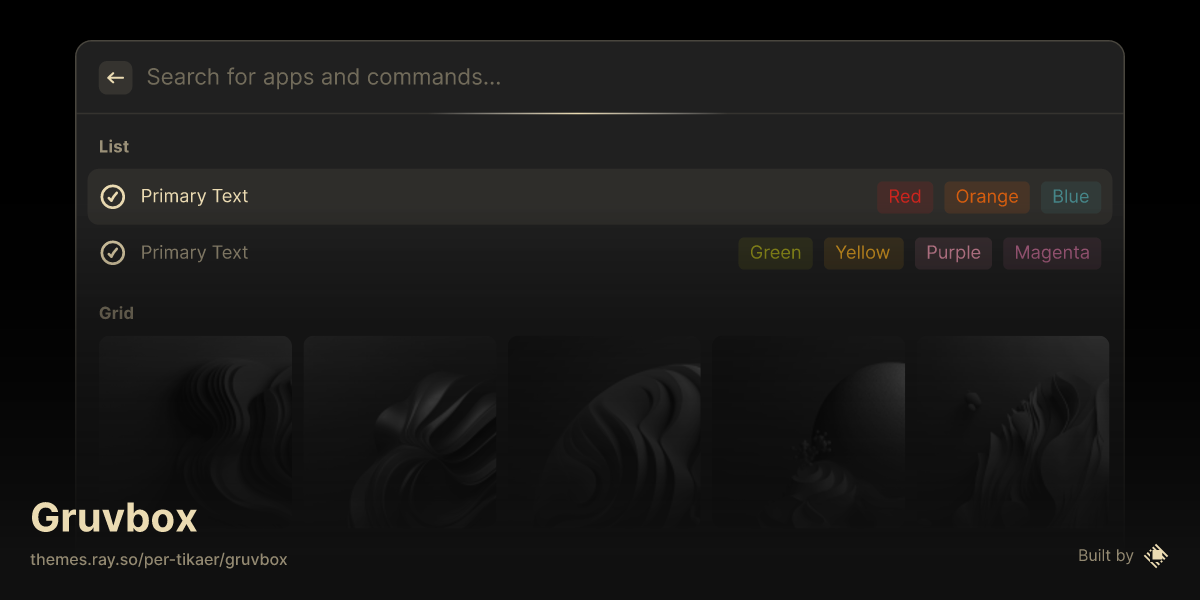 Search for apps and commands...
List
Primary Text Red Orange Blue
Primary Text Green Yellow Purple Magenta
Grid
Gruvbox
themes.ray.so/per-tikaer/gruvbox
Built by